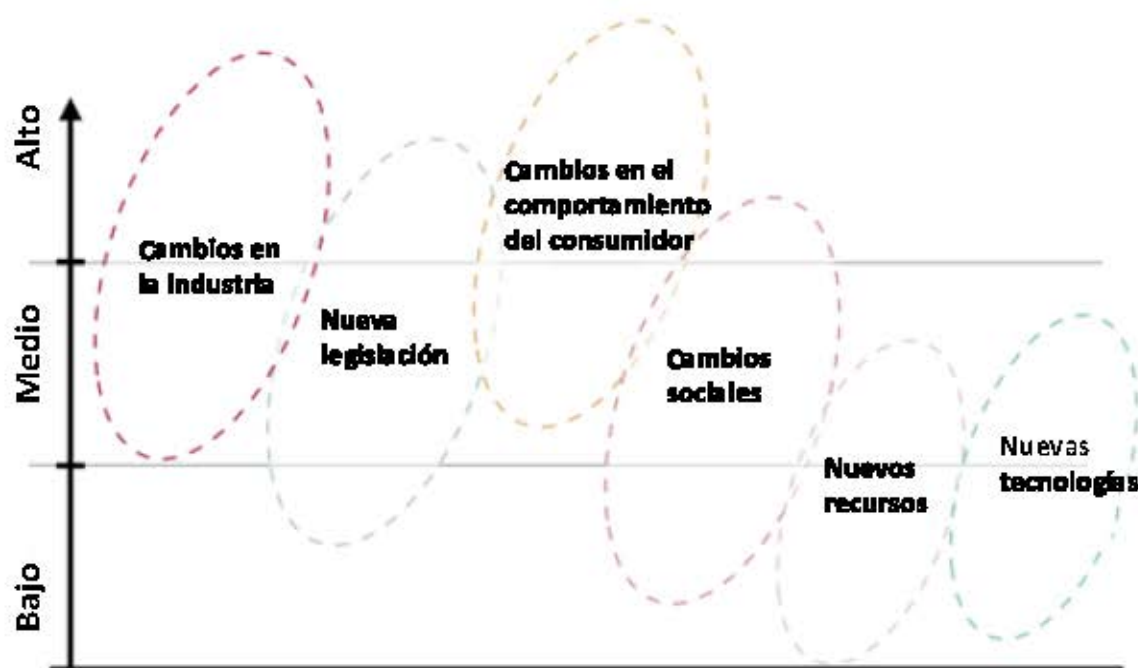 Alto
Medio
Bajo
Cambios en
la industria
Nueva
legislación
Cambios en el
comportamiento
del consumidor
Cambios
sociales
Nuevos
recursos
Nuevas
tecnologías